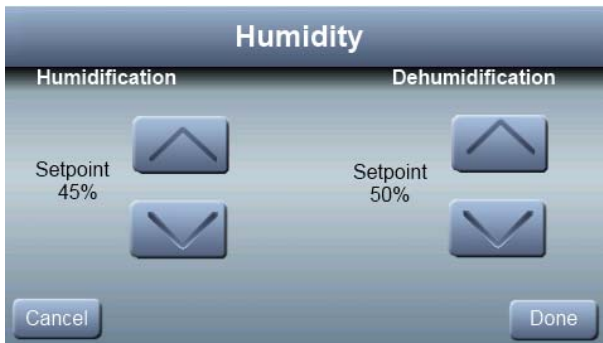 Humidity
Humidification
Dehumidification
Setpoint
45%
Setpoint
50%
Cancel
Done